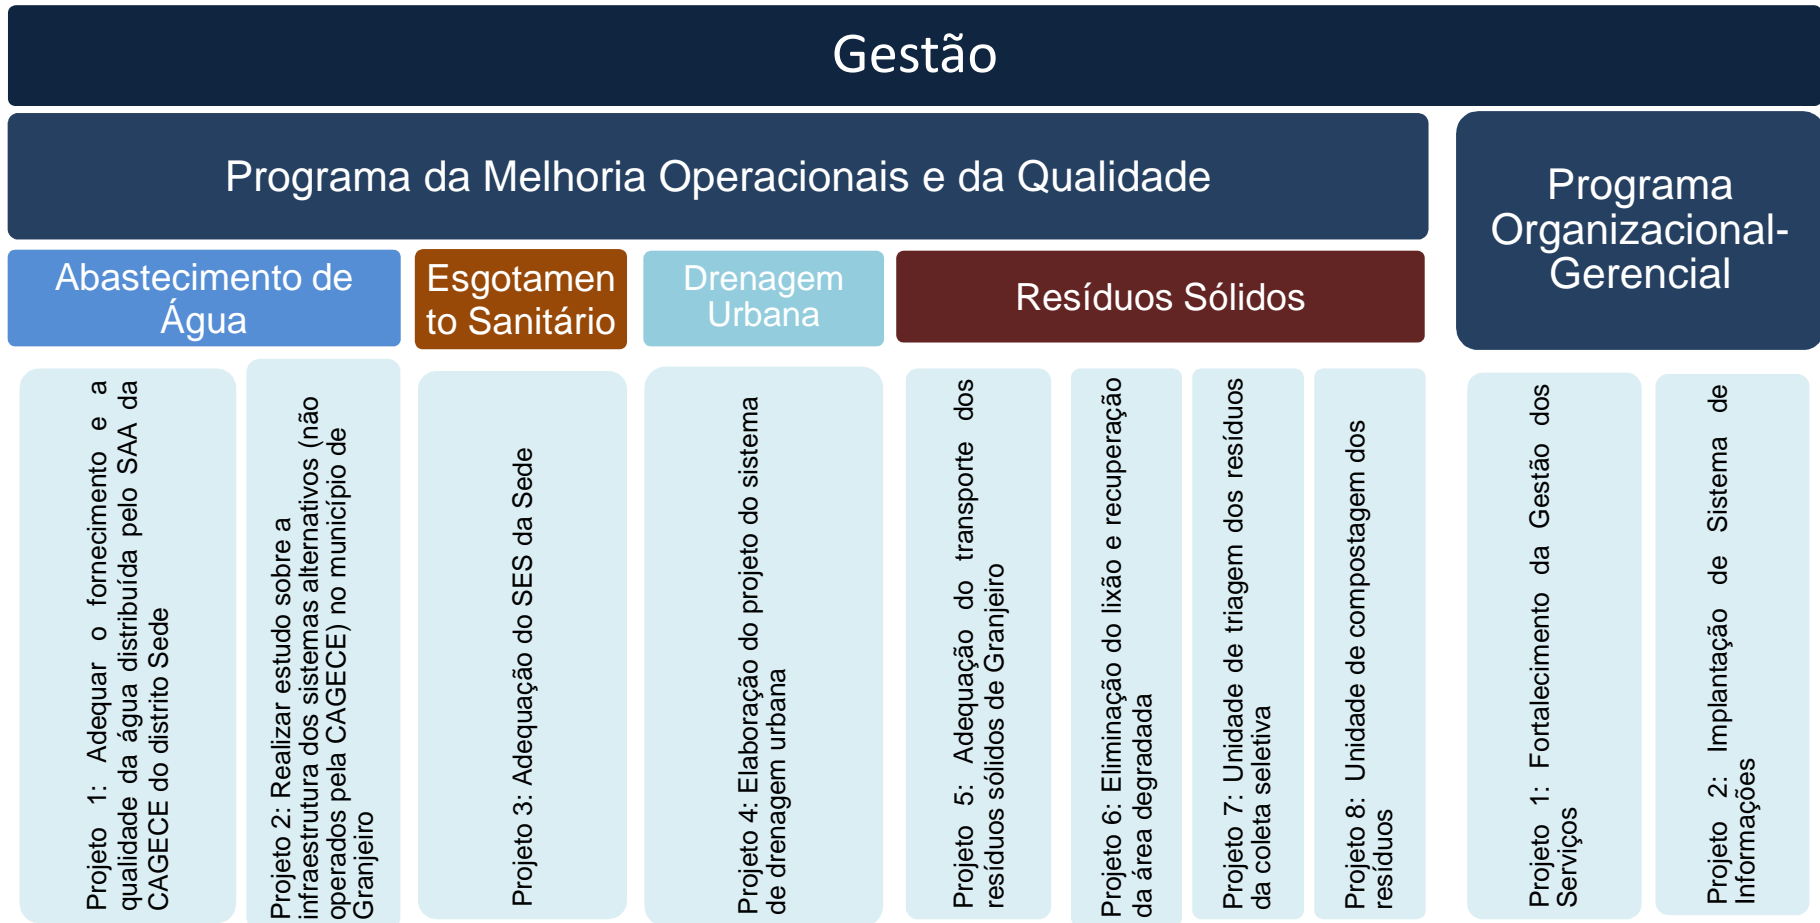 Gestão
Programa da Melhoria Operacionais e da Qualidade
Programa
Organizacional-
Gerencial
Abastecimento de
Água
Esgotamen
to Sanitário
Drenagem
Urbana
Resíduos Sólidos
Projeto 1: Adequar o fornecimento e a
qualidade da água distribuída pelo SAA da
CAGECE do distrito Sede
Projeto 2: Realizar estudo sobre a
infraestrutura dos sistemas alternativos (não
operados pela CAGECE) no município de
Granjeiro
Projeto 3: Adequação do SES da Sede
Projeto 4: Elaboração do projeto do sistema
de drenagem urbana
Projeto 5: Adequação do transporte dos
resíduos sólidos de Granjeiro
Projeto 6: Eliminação do lixão e recuperação
da área degradada
Projeto 7: Unidade de triagem dos resíduos
da coleta seletiva
Projeto 8: Unidade de compostagem dos
resíduos
Projeto 1: Fortalecimento da Gestão dos
Serviços
Projeto 2: Implantação de Sistema de
Informações